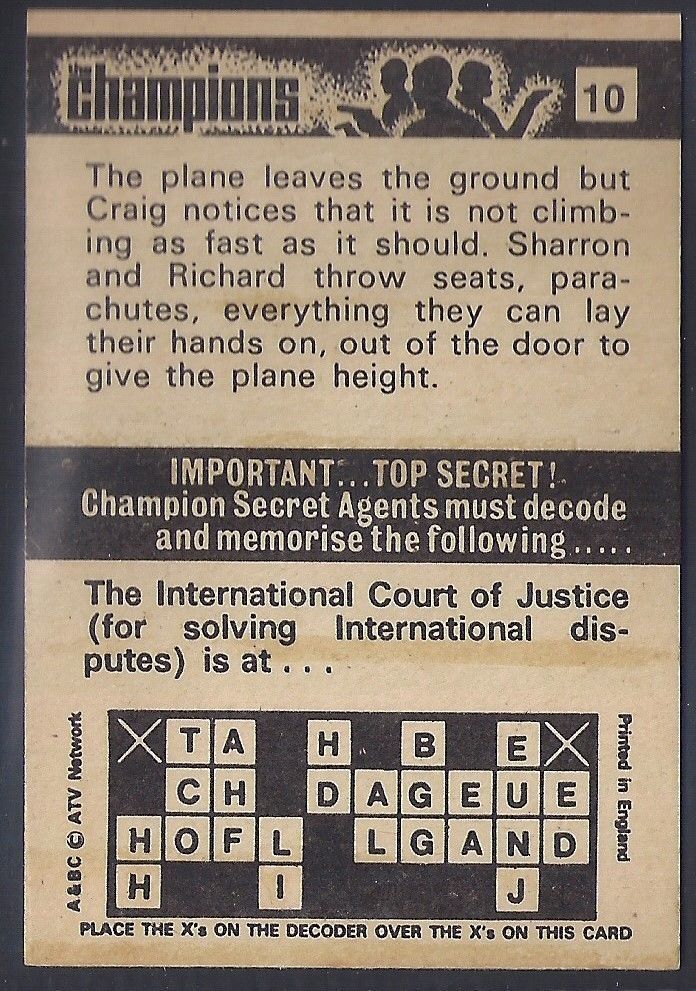 the champions
10
The plane leaves the ground but
Craig notices that it is not climb-
ing as fast as it should. Sharron
and Richard throw seats, para-
chutes, everything they can lay
their hands on, out of the door to
give the plane height.
IMPORTANT...TOP SECRET!
Champion Secret Agents must decode
and memorise the following.....
The International Court of Justice
(for solving International dis-
putes) is at...
X T A H B E X
C H D A G E U E
H O F L L G A N D
H I J
A & BC © ATV Network
Printed in England
PLACE THE X's ON THE DECODER OVER THE X's ON THIS CARD